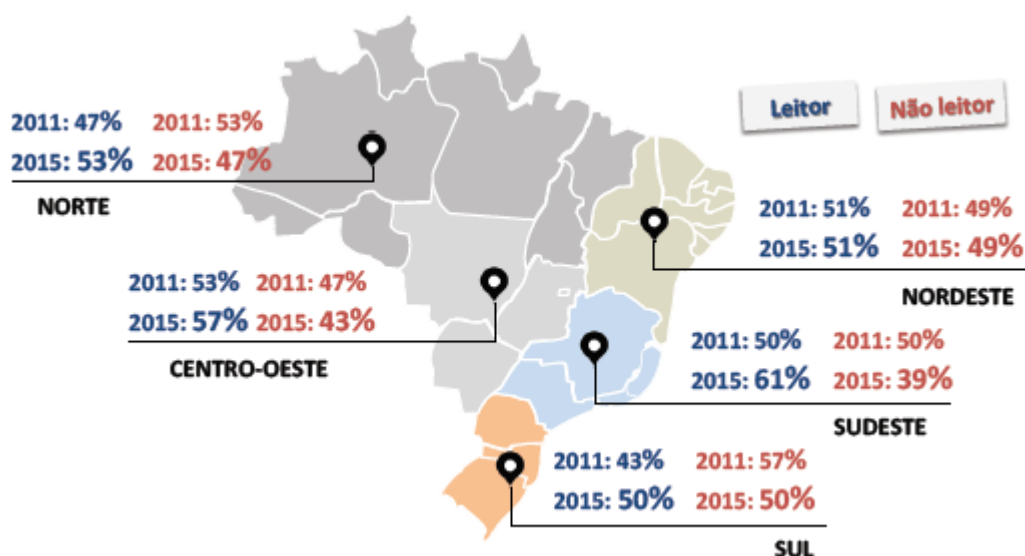 Leitor Não leitor
2011: 47% 2011: 53%
2015: 53% 2015: 47%
NORTE
2011: 51% 2011: 49%
2015: 51% 2015: 49%
NORDESTE
2011: 53% 2011: 47%
2015: 57% 2015: 43%
CENTRO-OESTE
2011: 50% 2011: 50%
2015: 61% 2015: 39%
SUDESTE
2011: 43% 2011: 57%
2015: 50% 2015: 50%
SUL